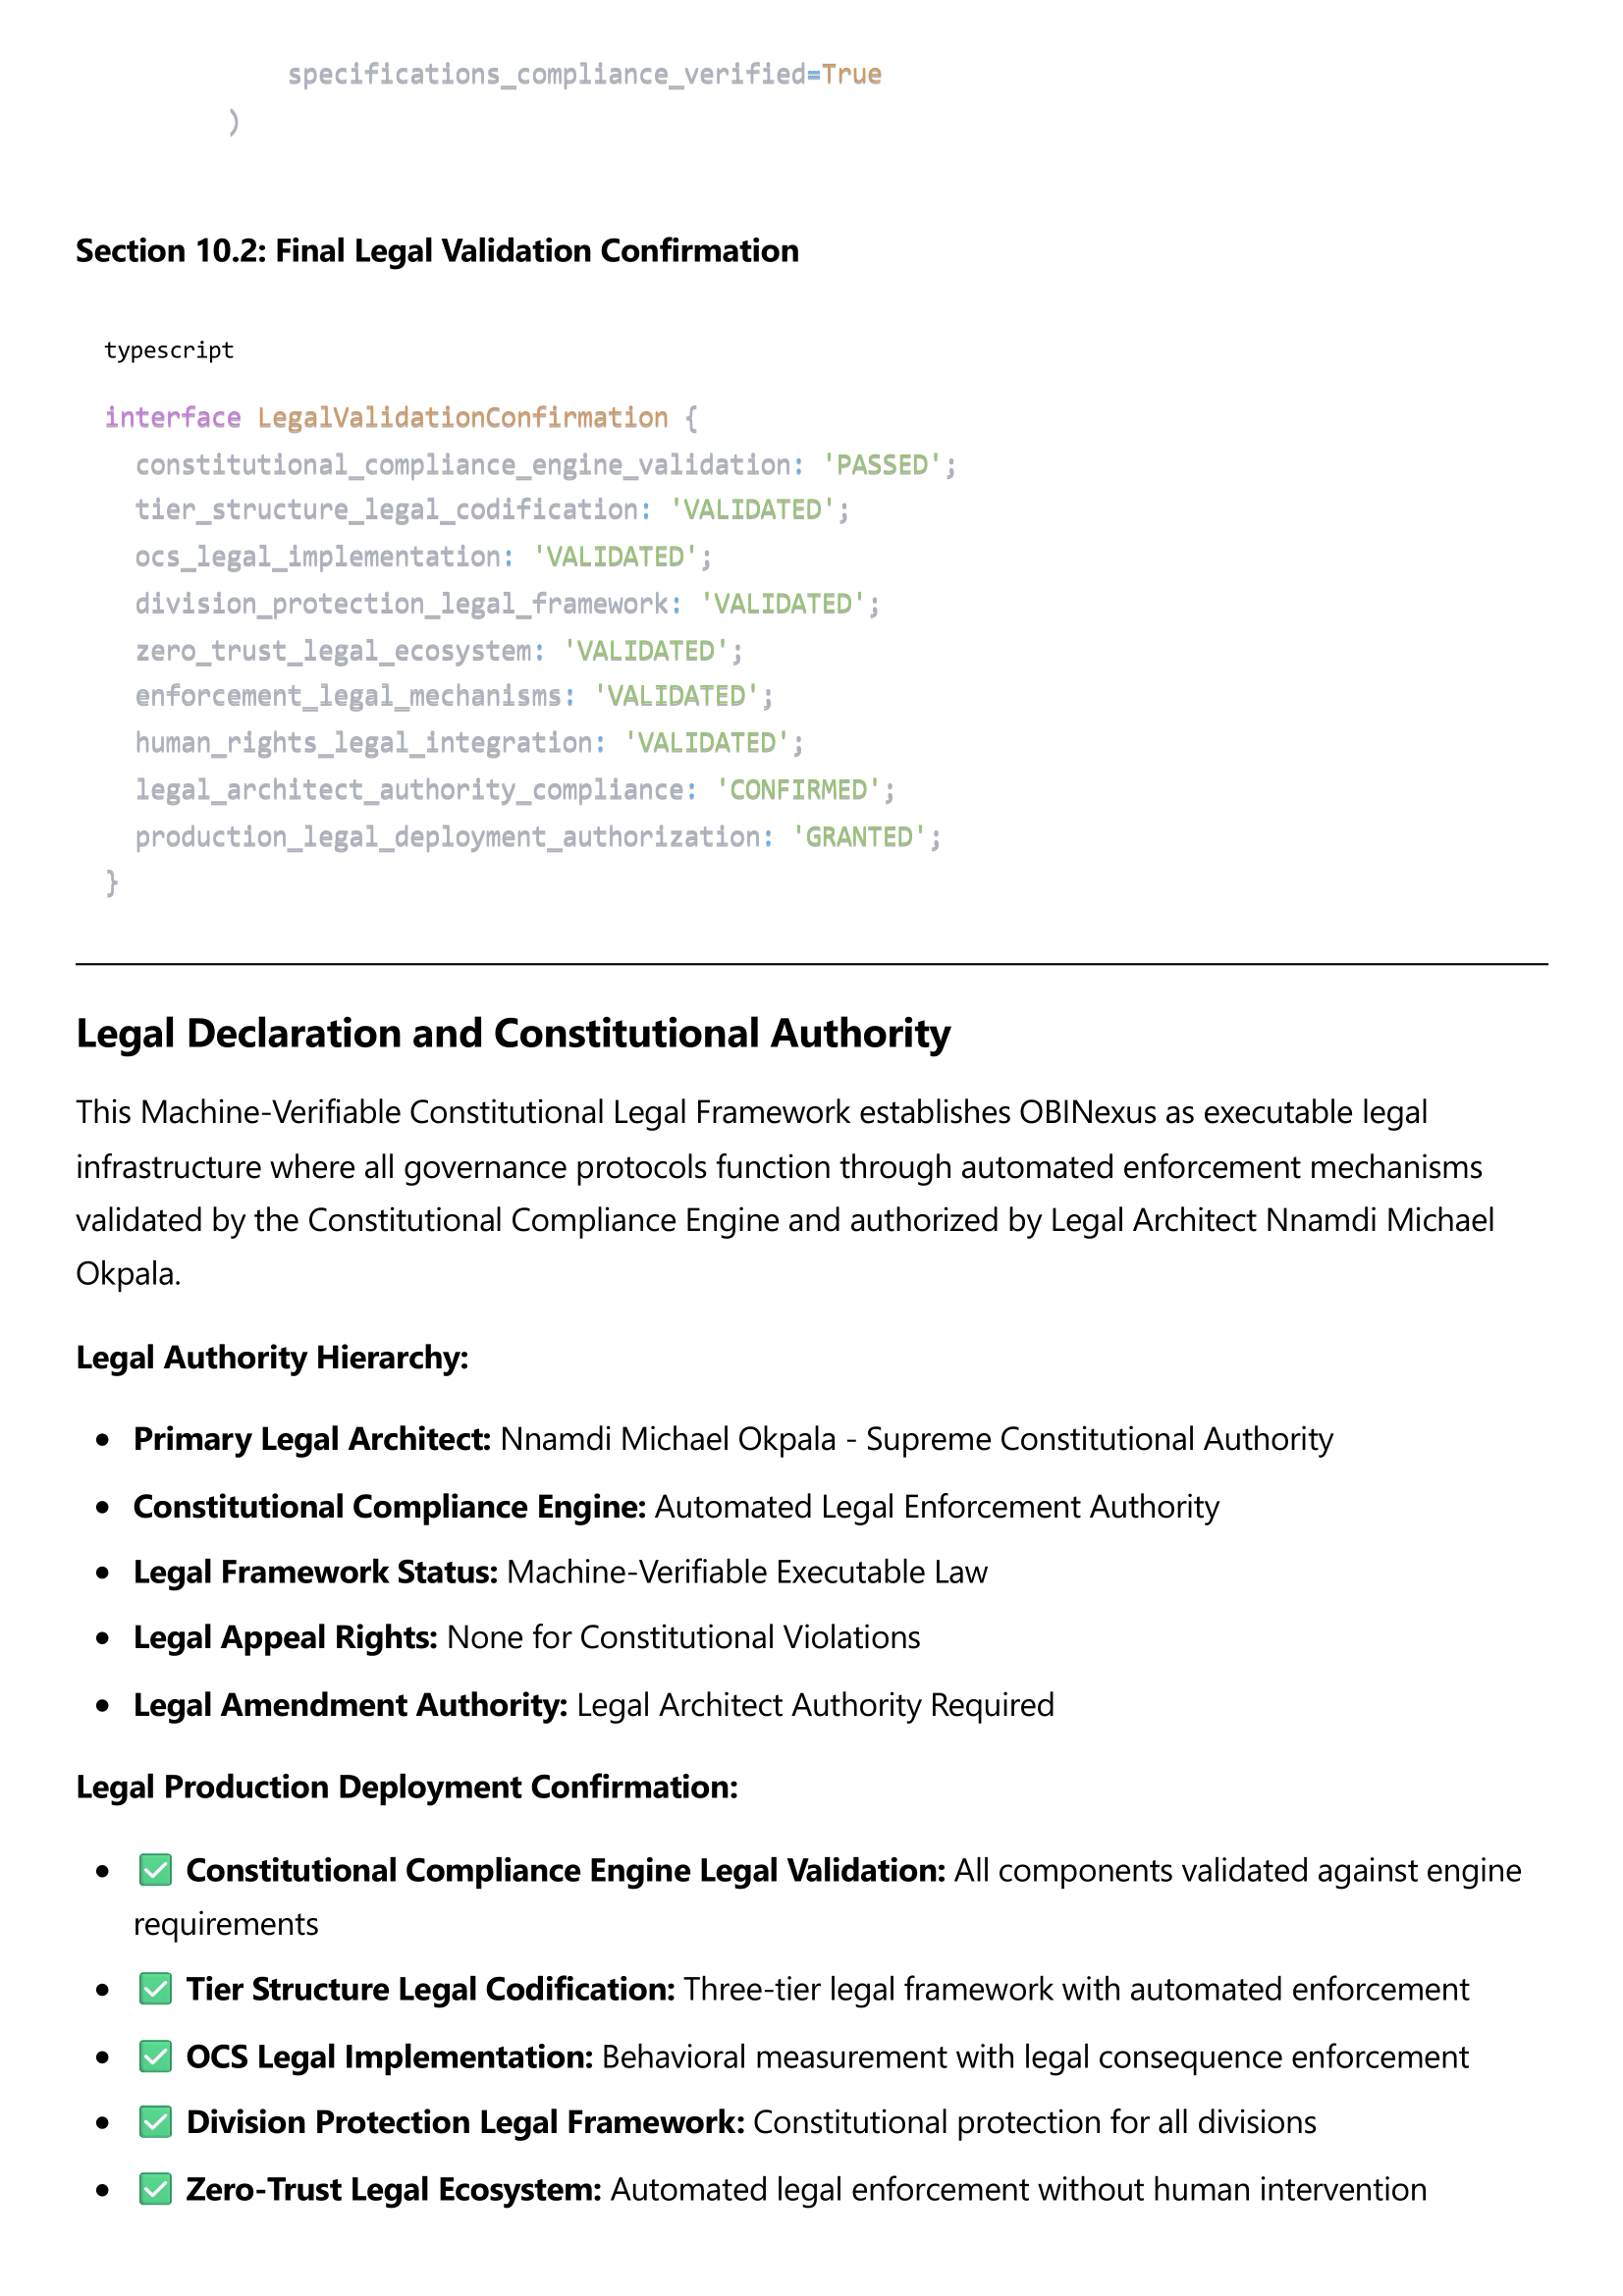 specifications_compliance_verified=True
)
Section 10.2: Final Legal Validation Confirmation
typescript
interface LegalValidationConfirmation {
constitutional_compliance_engine_validation: 'PASSED';
tier_structure_legal_codification: 'VALIDATED';
ocs_legal_implementation: 'VALIDATED';
division_protection_legal_framework: 'VALIDATED';
zero_trust_legal_ecosystem: 'VALIDATED';
enforcement_legal_mechanisms: 'VALIDATED';
human_rights_legal_integration: 'VALIDATED';
legal_architect_authority_compliance: 'CONFIRMED';
production_legal_deployment_authorization: 'GRANTED';
}
Legal Declaration and Constitutional Authority
This Machine-Verifiable Constitutional Legal Framework establishes OBINexus as executable legal
infrastructure where all governance protocols function through automated enforcement mechanisms
validated by the Constitutional Compliance Engine and authorized by Legal Architect Nnamdi Michael
Okpala.
Legal Authority Hierarchy:
• Primary Legal Architect: Nnamdi Michael Okpala - Supreme Constitutional Authority
• Constitutional Compliance Engine: Automated Legal Enforcement Authority
• Legal Framework Status: Machine-Verifiable Executable Law
• Legal Appeal Rights: None for Constitutional Violations
• Legal Amendment Authority: Legal Architect Authority Required
Legal Production Deployment Confirmation:
• ✅ Constitutional Compliance Engine Legal Validation: All components validated against engine
requirements
• ✅ Tier Structure Legal Codification: Three-tier legal framework with automated enforcement
• ✅ OCS Legal Implementation: Behavioral measurement with legal consequence enforcement
• ✅ Division Protection Legal Framework: Constitutional protection for all divisions
• ✅ Zero-Trust Legal Ecosystem: Automated legal enforcement without human intervention